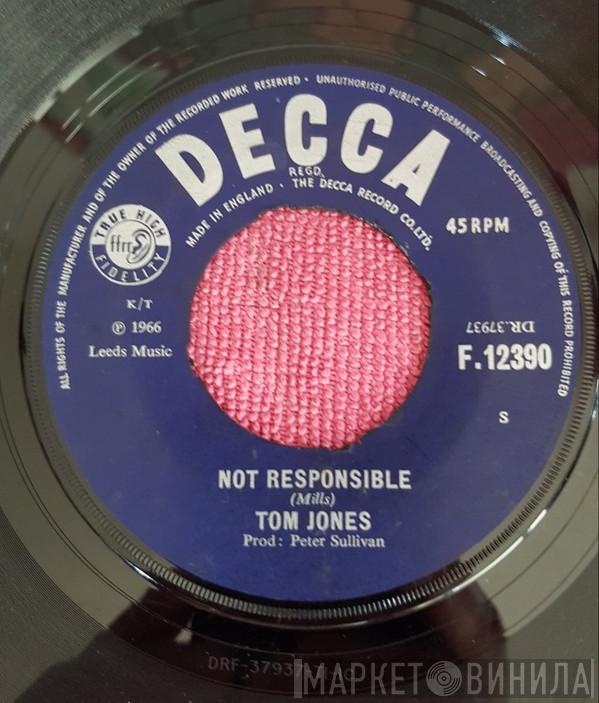 ALL RIGHTS OF THE MANUFACTURER AND OF THE OWNER OF THE RECORDED WORK RESERVED · UNAUTHORISED PUBLIC PERFORMANCE BROADCASTING AND COPYING OF THIS RECORD PROHIBITED
DECCA
REGD.
MADE IN ENGLAND · THE DECCA RECORD CO. LTD.
45 RPM
TRUE HIGH
ffrr
FIDELITY
K/T
℗ 1966
Leeds Music
DR.37937
F.12390
S
NOT RESPONSIBLE
(Mills)
TOM JONES
Prod: Peter Sullivan
МАРКЕТ ВИНИЛА